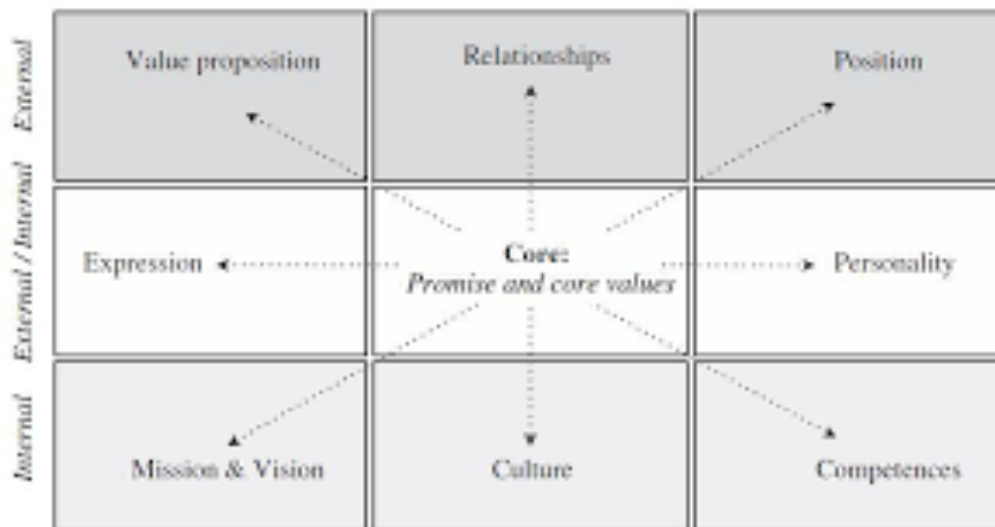 External
Value proposition
Relationships
Position
External / Internal
Expression
Core:
Promise and core values
Personality
Internal
Mission & Vision
Culture
Competences